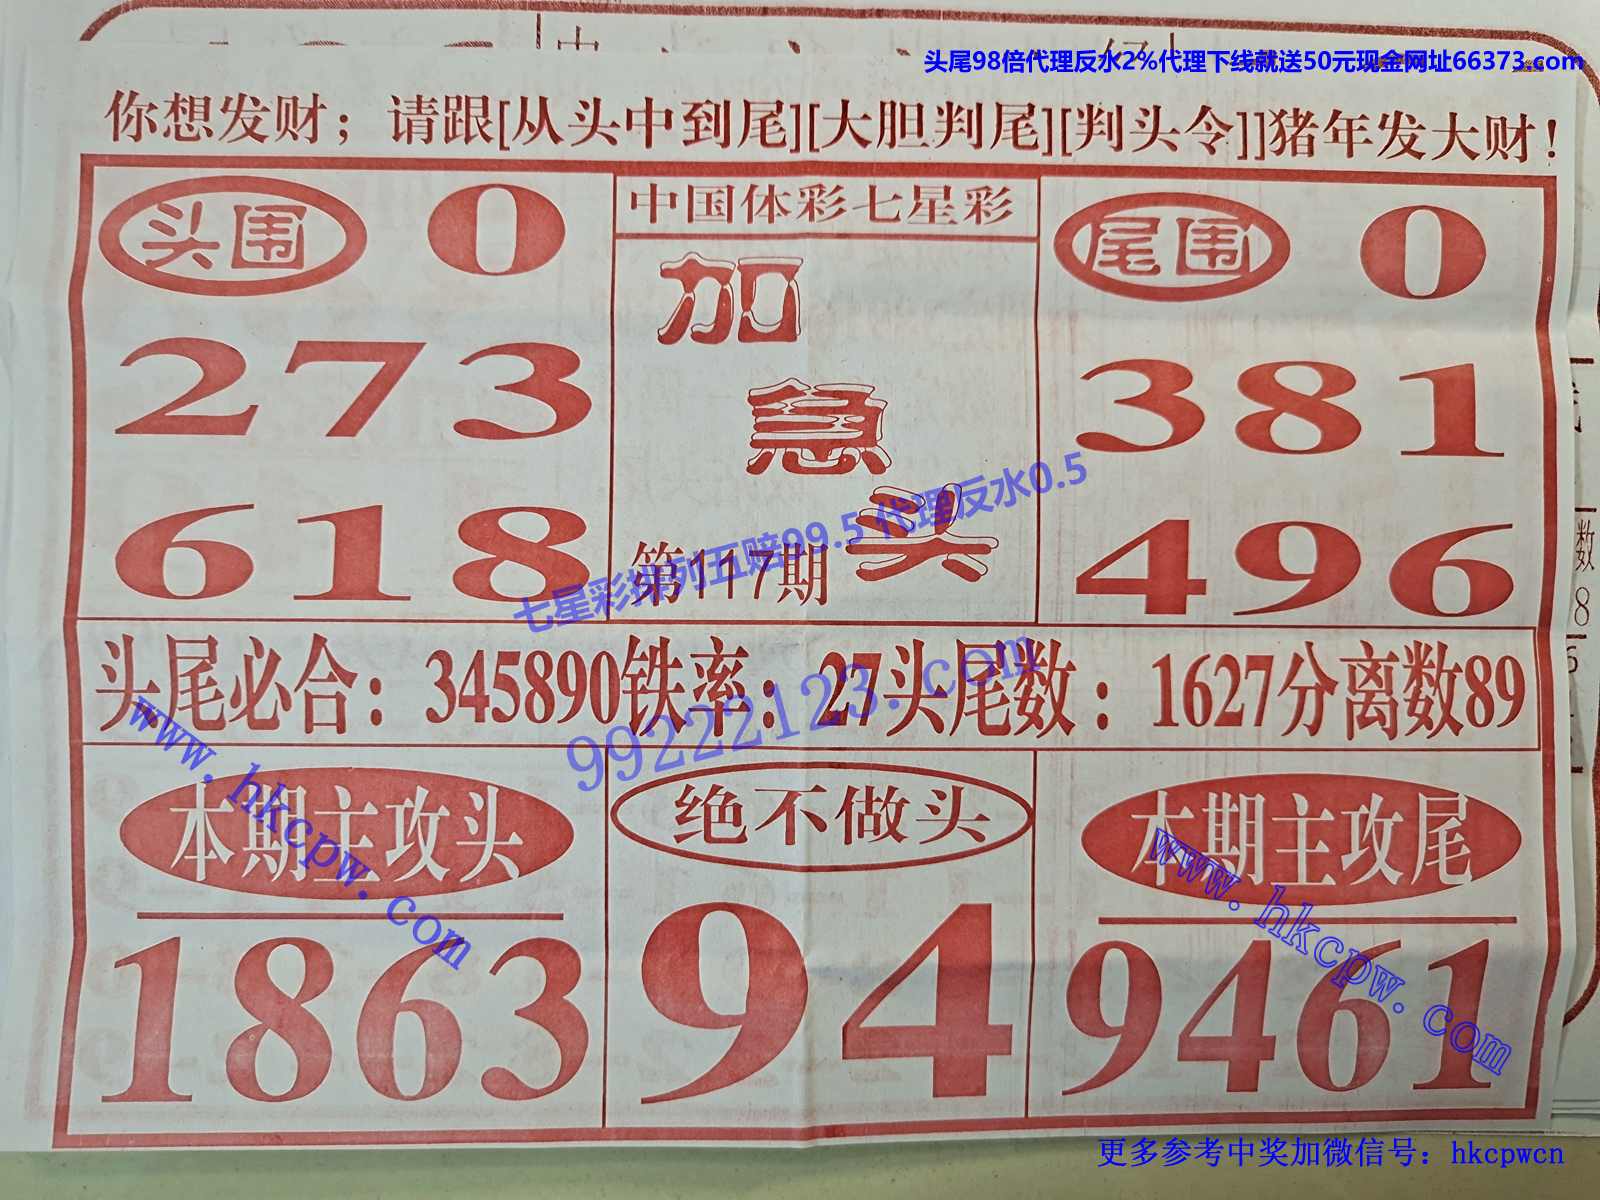 头尾98倍代理反水2%代理下线就送50元现金网址66373.com
你想发财；请跟[从头中到尾][大胆判尾][判头令]]猪年发大财！
头围 0
273
618
中国体彩七星彩
加
急
头
第117期
尾围 0
381
496
七星彩排列五赔99.5 代理反水0.5
头尾必合：345890铁率：27头尾数：1627分离数89
99222123.com
www.hkcpw.com
本期主攻头
1863
绝不做头
94
本期主攻尾
9461
www.hkcpw.com
数
8
更多参考中奖加微信号：hkcpwcn